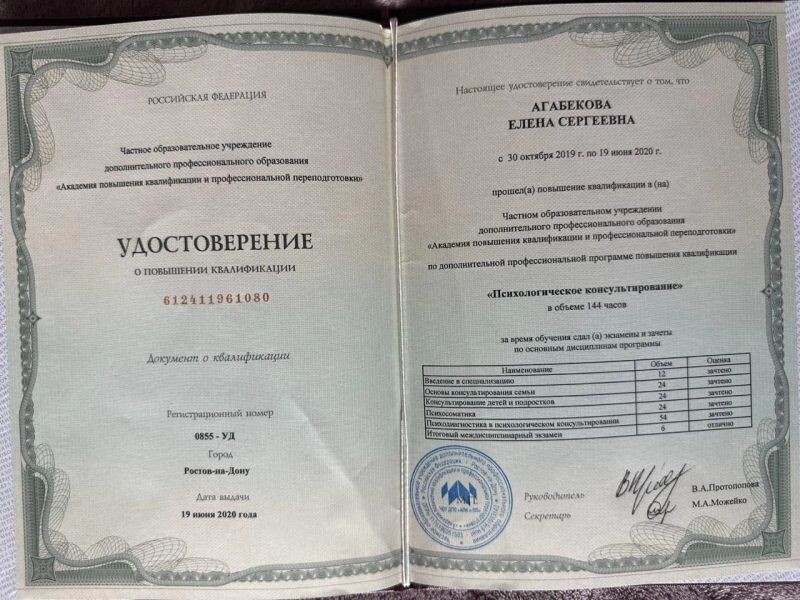 РОССИЙСКАЯ ФЕДЕРАЦИЯ
Частное образовательное учреждение
дополнительного профессионального образования
«Академия повышения квалификации и профессиональной переподготовки»
УДОСТОВЕРЕНИЕ
О ПОВЫШЕНИИ КВАЛИФИКАЦИИ
612411961080
Документ о квалификации
Регистрационный номер
0855 - УД
Город
Ростов-на-Дону
Дата выдачи
19 июня 2020 года
Настоящее удостоверение свидетельствует о том, что
АГАБЕКОВА
ЕЛЕНА СЕРГЕЕВНА
с 30 октября 2019 г. по 19 июня 2020 г.
прошел(а) повышение квалификации в (на)
Частном образовательном учреждении
дополнительного профессионального образования
«Академия повышения квалификации и профессиональной переподготовки»
по дополнительной профессиональной программе повышения квалификации
«Психологическое консультирование»
в объеме 144 часов
за время обучения сдал (а) экзамены и зачеты
по основным дисциплинам программы
Наименование Объем Оценка
Введение в специализацию 12 зачтено
Основы консультирования семьи 24 зачтено
Консультирование детей и подростков 24 зачтено
Психосоматика 24 зачтено
Психодиагностика в психологическом консультировании 54 зачтено
Итоговый междисциплинарный экзамен 6 отлично
М.П.
Руководитель В.А.Протопопова
Секретарь М.А.Можейко